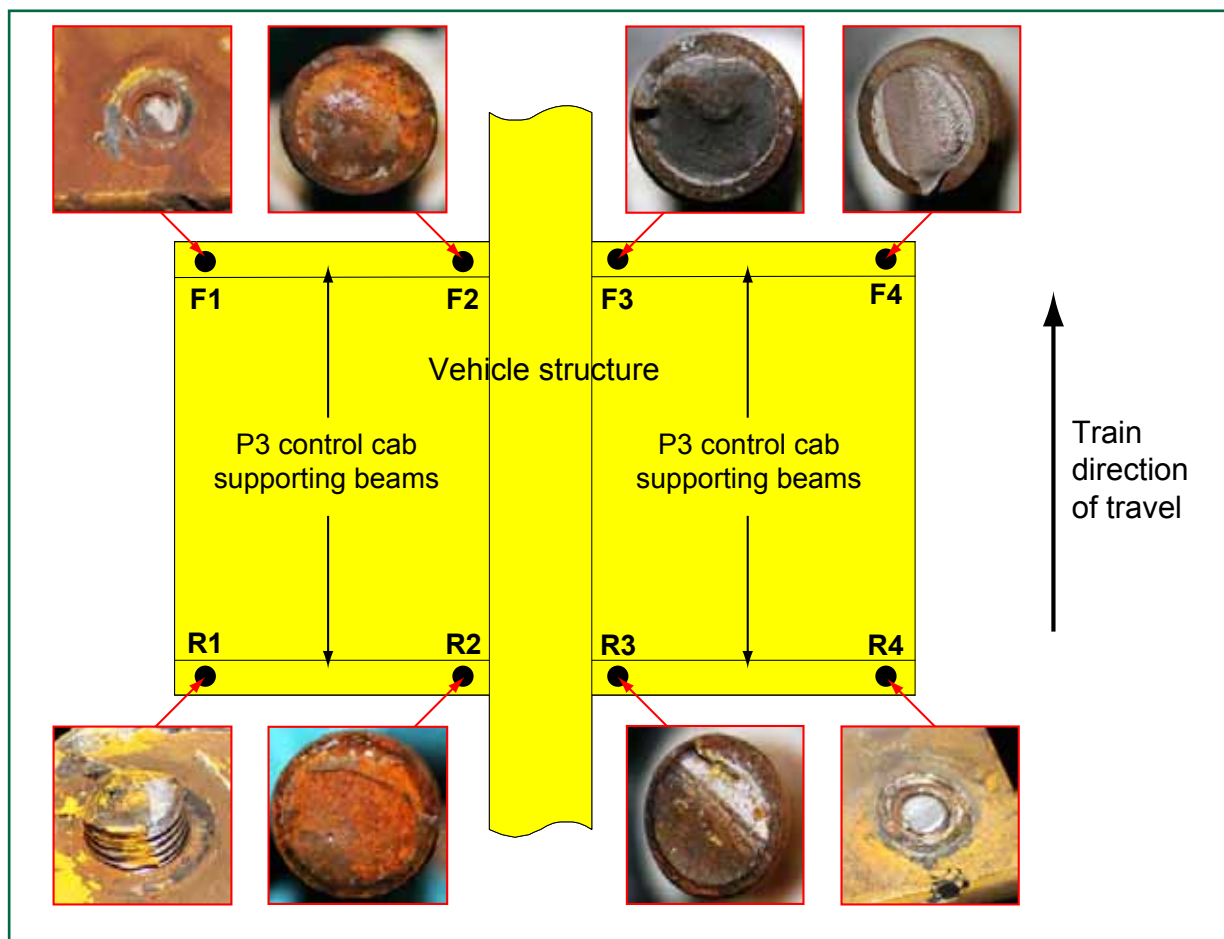 F1
F2
F3
F4
Vehicle structure
P3 control cab
supporting beams
P3 control cab
supporting beams
Train
direction
of travel
R1
R2
R3
R4